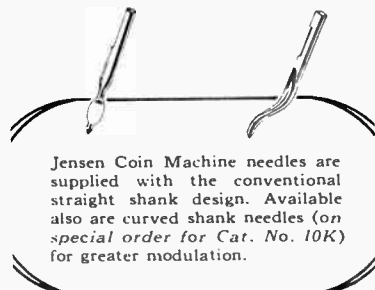 Jensen Coin Machine needles are
supplied with the conventional
straight shank design. Available
also are curved shank needles (on
special order for Cat. No. 10K)
for greater modulation.